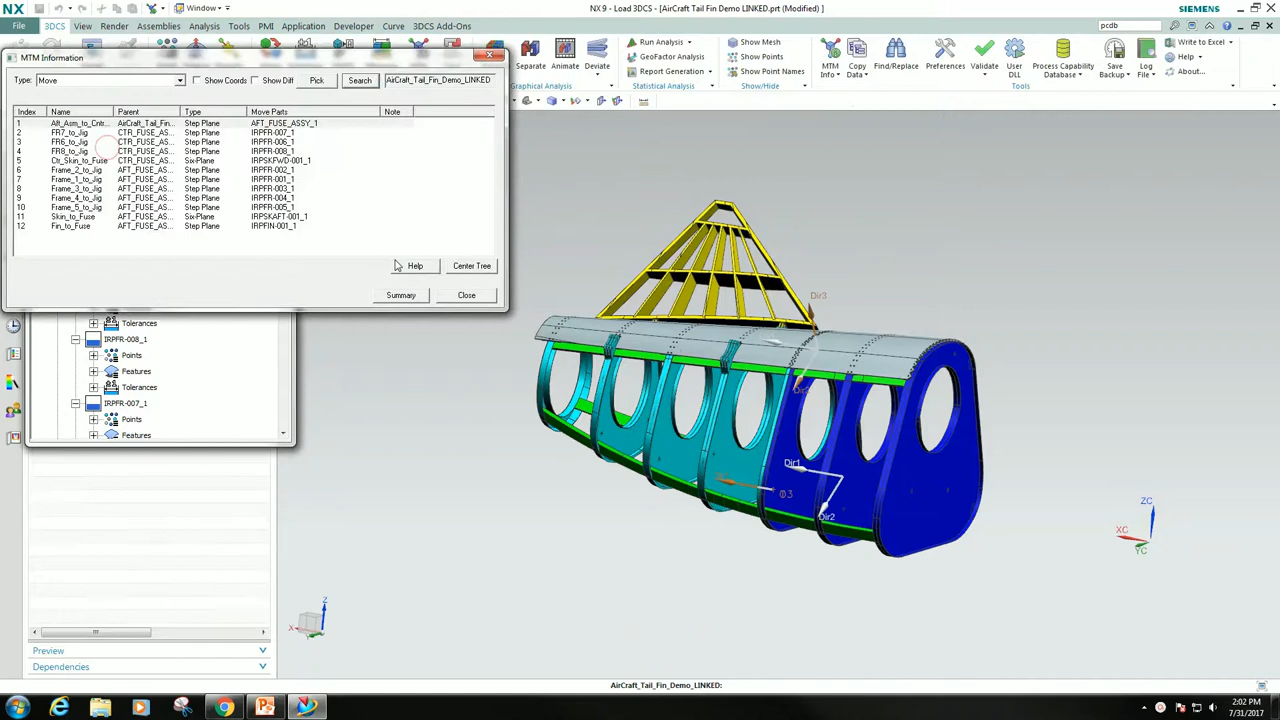 NX
Window
NX 9 - Load 3DCS - [AirCraft Tail Fin Demo LINKED.prt (Modified) ]
SIEMENS
File 3DCS View Render Assemblies Analysis Tools PMI Application Developer Curve 3DCS Add-Ons
pcdb
Separate Animate Deviate
Run Analysis
GeoFactor Analysis
Report Generation
Show Mesh
Show Points
Show Point Names
Show/Hide
MTM Info
Copy Data
Find/Replace
Preferences
Validate
User DLL
Process Capability Database
Save Backup
Write to Excel
Help
About...
Tools
MTM Information
Type: Move Show Coords Show Diff Pick Search AirCraft_Tail_Fin_Demo_LINKED
Index Name Parent Type Move Parts Note
1 Aft_Asm_to_Cntr... AirCraft_Tail_Fin... Step Plane AFT_FUSE_ASSY_1
2 FR7_to_Jig CTR_FUSE_AS... Step Plane IRPFR-007_1
3 FR6_to_Jig CTR_FUSE_AS... Step Plane IRPFR-006_1
4 FR8_to_Jig CTR_FUSE_AS... Step Plane IRPFR-008_1
5 Ctr_Skin_to_Fuse CTR_FUSE_AS... Six-Plane IRPSKFWD-001_1
6 Frame_2_to_Jig AFT_FUSE_AS... Step Plane IRPFR-002_1
7 Frame_1_to_Jig AFT_FUSE_AS... Step Plane IRPFR-001_1
8 Frame_3_to_Jig AFT_FUSE_AS... Step Plane IRPFR-003_1
9 Frame_4_to_Jig AFT_FUSE_AS... Step Plane IRPFR-004_1
10 Frame_5_to_Jig AFT_FUSE_AS... Step Plane IRPFR-005_1
11 Skin_to_Fuse AFT_FUSE_AS... Six-Plane IRPSKAFT-001_1
12 Fin_to_Fuse AFT_FUSE_AS... Step Plane IRPFIN-001_1
Help Center Tree
Summary Close
Tolerances
IRPFR-008_1
Points
Features
Tolerances
IRPFR-007_1
Points
Features
Preview
Dependencies
Dir3
Dir1
Dir2
ZC
XC
YC
Z
X
AirCraft_Tail_Fin_Demo_LINKED:
2:02 PM
7/31/2017